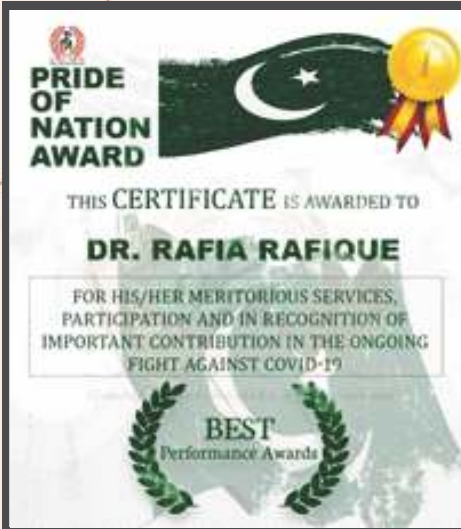 PRIDE
OF
NATION
AWARD
THIS CERTIFICATE IS AWARDED TO
DR. RAFIA RAFIQUE
FOR HIS/HER MERITORIOUS SERVICES,
PARTICIPATION AND IN RECOGNITION OF
IMPORTANT CONTRIBUTION IN THE ONGOING
FIGHT AGAINST COVID-19
BEST
Performance Awards